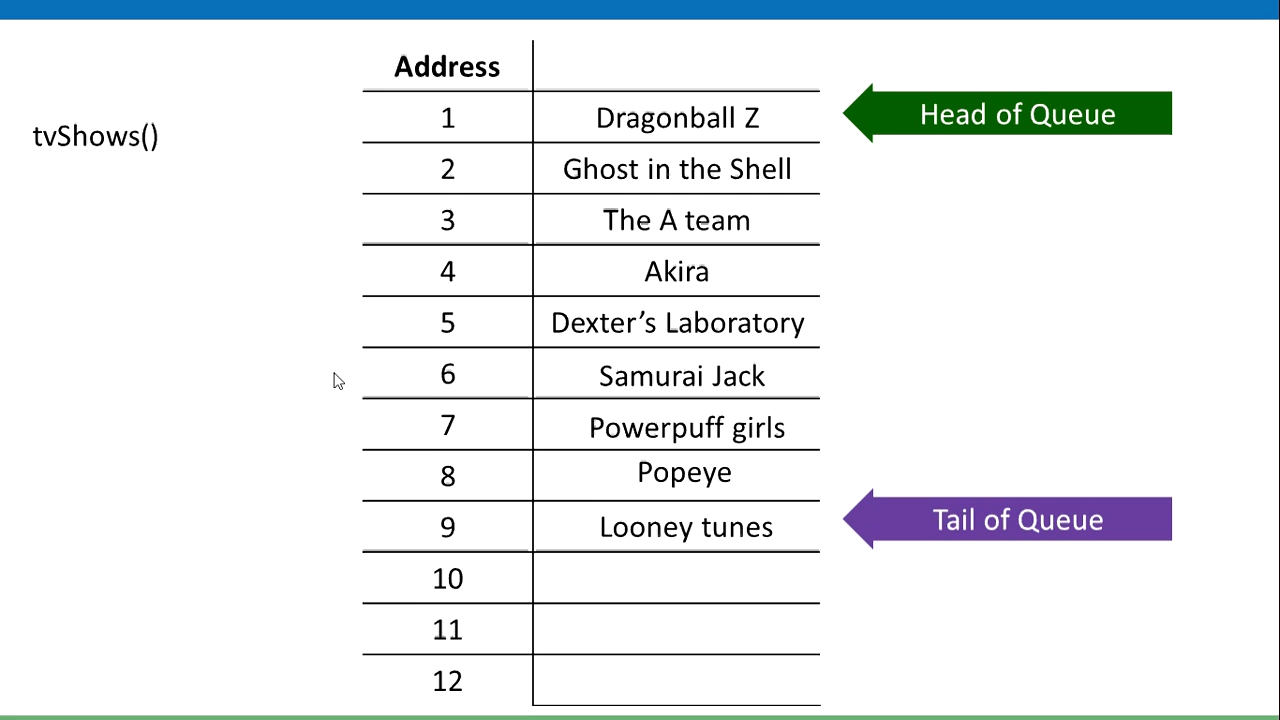 Address
tvShows()
1 Dragonball Z
Head of Queue
2 Ghost in the Shell
3 The A team
4 Akira
5 Dexter’s Laboratory
6 Samurai Jack
7 Powerpuff girls
8 Popeye
9 Looney tunes
Tail of Queue
10
11
12